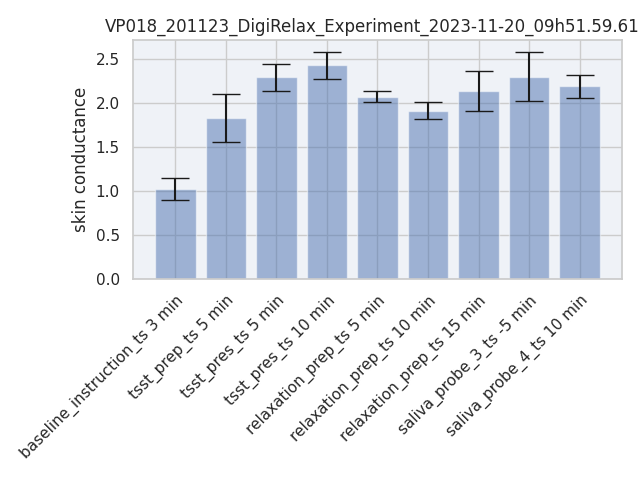 VP018_201123_DigiRelax_Experiment_2023-11-20_09h51.59.61
skin conductance
2.5
2.0
1.5
1.0
0.5
0.0
baseline_instruction_ts 3 min
tsst_prep_ts 5 min
tsst_pres_ts 5 min
tsst_pres_ts 10 min
relaxation_prep_ts 5 min
relaxation_prep_ts 10 min
relaxation_prep_ts 15 min
saliva_probe_3_ts -5 min
saliva_probe_4_ts 10 min